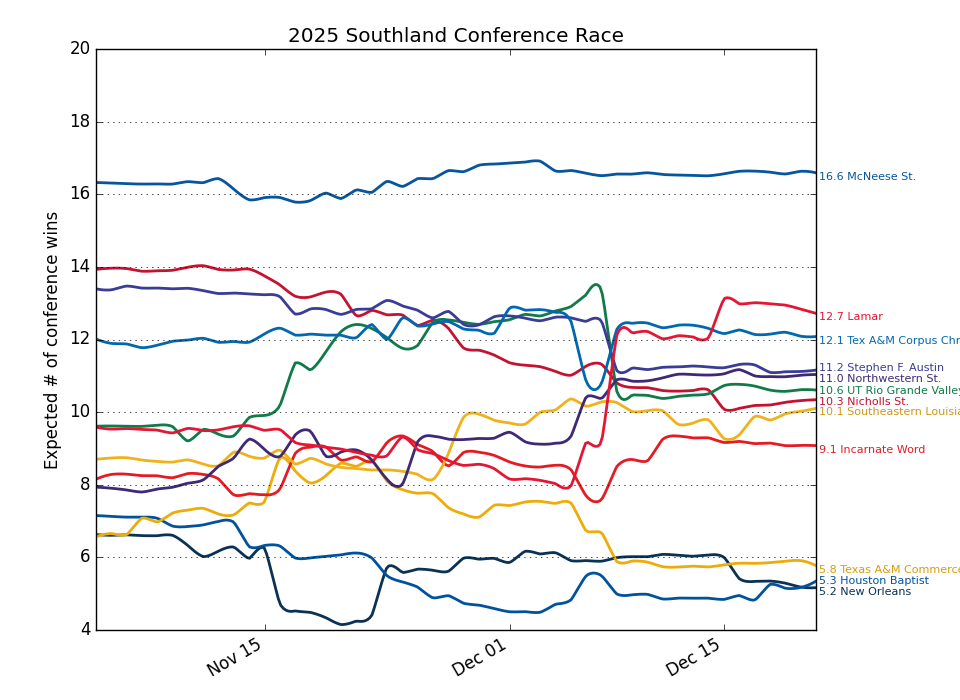 2025 Southland Conference Race
Expected # of conference wins
20
18
16
14
12
10
8
6
4
Nov 15
Dec 01
Dec 15
16.6 McNeese St.
12.7 Lamar
12.1 Tex A&M Corpus Chr
11.2 Stephen F. Austin
11.0 Northwestern St.
10.6 UT Rio Grande Valley
10.3 Nicholls St.
10.1 Southeastern Louisia
9.1 Incarnate Word
5.8 Texas A&M Commerce
5.3 Houston Baptist
5.2 New Orleans